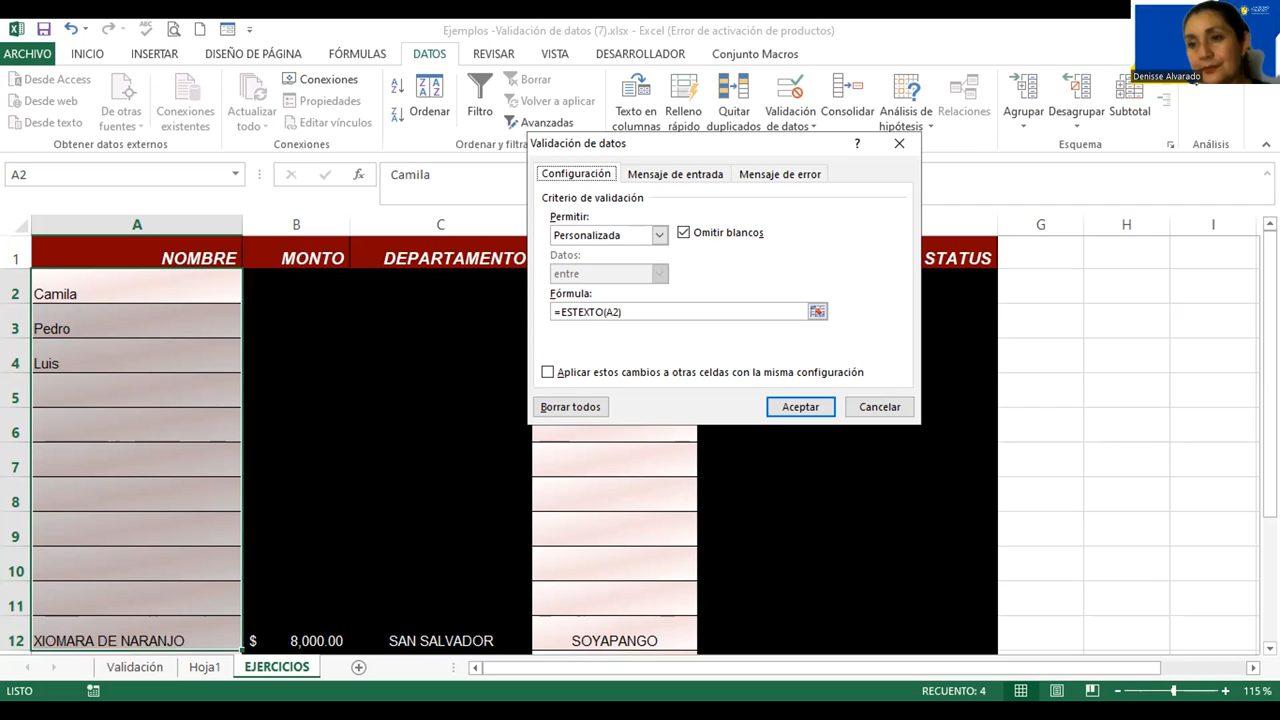 Ejemplos -Validación de datos (7).xlsx - Excel (Error de activación de productos)
Denisse Alvarado
ARCHIVO INICIO INSERTAR DISEÑO DE PÁGINA FÓRMULAS DATOS REVISAR VISTA DESARROLLADOR Conjunto Macros
Desde Access
Desde web
Desde texto
De otras
fuentes
Conexiones
existentes
Obtener datos externos
Actualizar
todo
Conexiones
Propiedades
Editar vínculos
Conexiones
Ordenar
Filtro
Borrar
Volver a aplicar
Avanzadas
Ordenar y filtra
Texto en
columnas
Relleno
rápido
Quitar
duplicados
Validación
de datos
Consolidar
Análisis de
hipótesis
Relaciones
Agrupar
Desagrupar
Subtotal
Esquema
Análisis
A2
fx
Camila
Validación de datos
?
Configuración Mensaje de entrada Mensaje de error
Criterio de validación
Permitir:
Personalizada
Omitir blancos
Datos:
entre
Fórmula:
=ESTEXTO(A2)
Aplicar estos cambios a otras celdas con la misma configuración
Borrar todos Aceptar Cancelar
A B C G H I
1 NOMBRE MONTO DEPARTAMENTO STATUS
2 Camila
3 Pedro
4 Luis
5
6
7
8
9
10
11
12 XIOMARA DE NARANJO $ 8,000.00 SAN SALVADOR SOYAPANGO
Validación Hoja1 EJERCICIOS
LISTO RECUENTO: 4 115 %